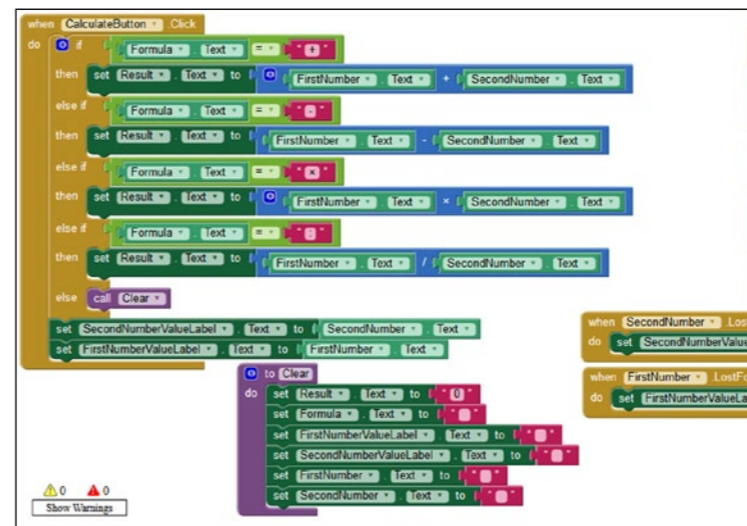 when CalculateButton . Click
do if Formula . Text = " + "
then set Result . Text to FirstNumber . Text + SecondNumber . Text
else if Formula . Text = " - "
then set Result . Text to FirstNumber . Text - SecondNumber . Text
else if Formula . Text = " × "
then set Result . Text to FirstNumber . Text × SecondNumber . Text
else if Formula . Text = " : "
then set Result . Text to FirstNumber . Text / SecondNumber . Text
else call Clear
set SecondNumberValueLabel . Text to SecondNumber . Text
set FirstNumberValueLabel . Text to FirstNumber . Text
when SecondNumber . Los
do set SecondNumberValue
when FirstNumber . LostFo
do set FirstNumberValueLa
to Clear
do set Result . Text to " 0 "
set Formula . Text to " "
set FirstNumberValueLabel . Text to " "
set SecondNumberValueLabel . Text to " "
set FirstNumber . Text to " "
set SecondNumber . Text to " "
0 0
Show Warnings